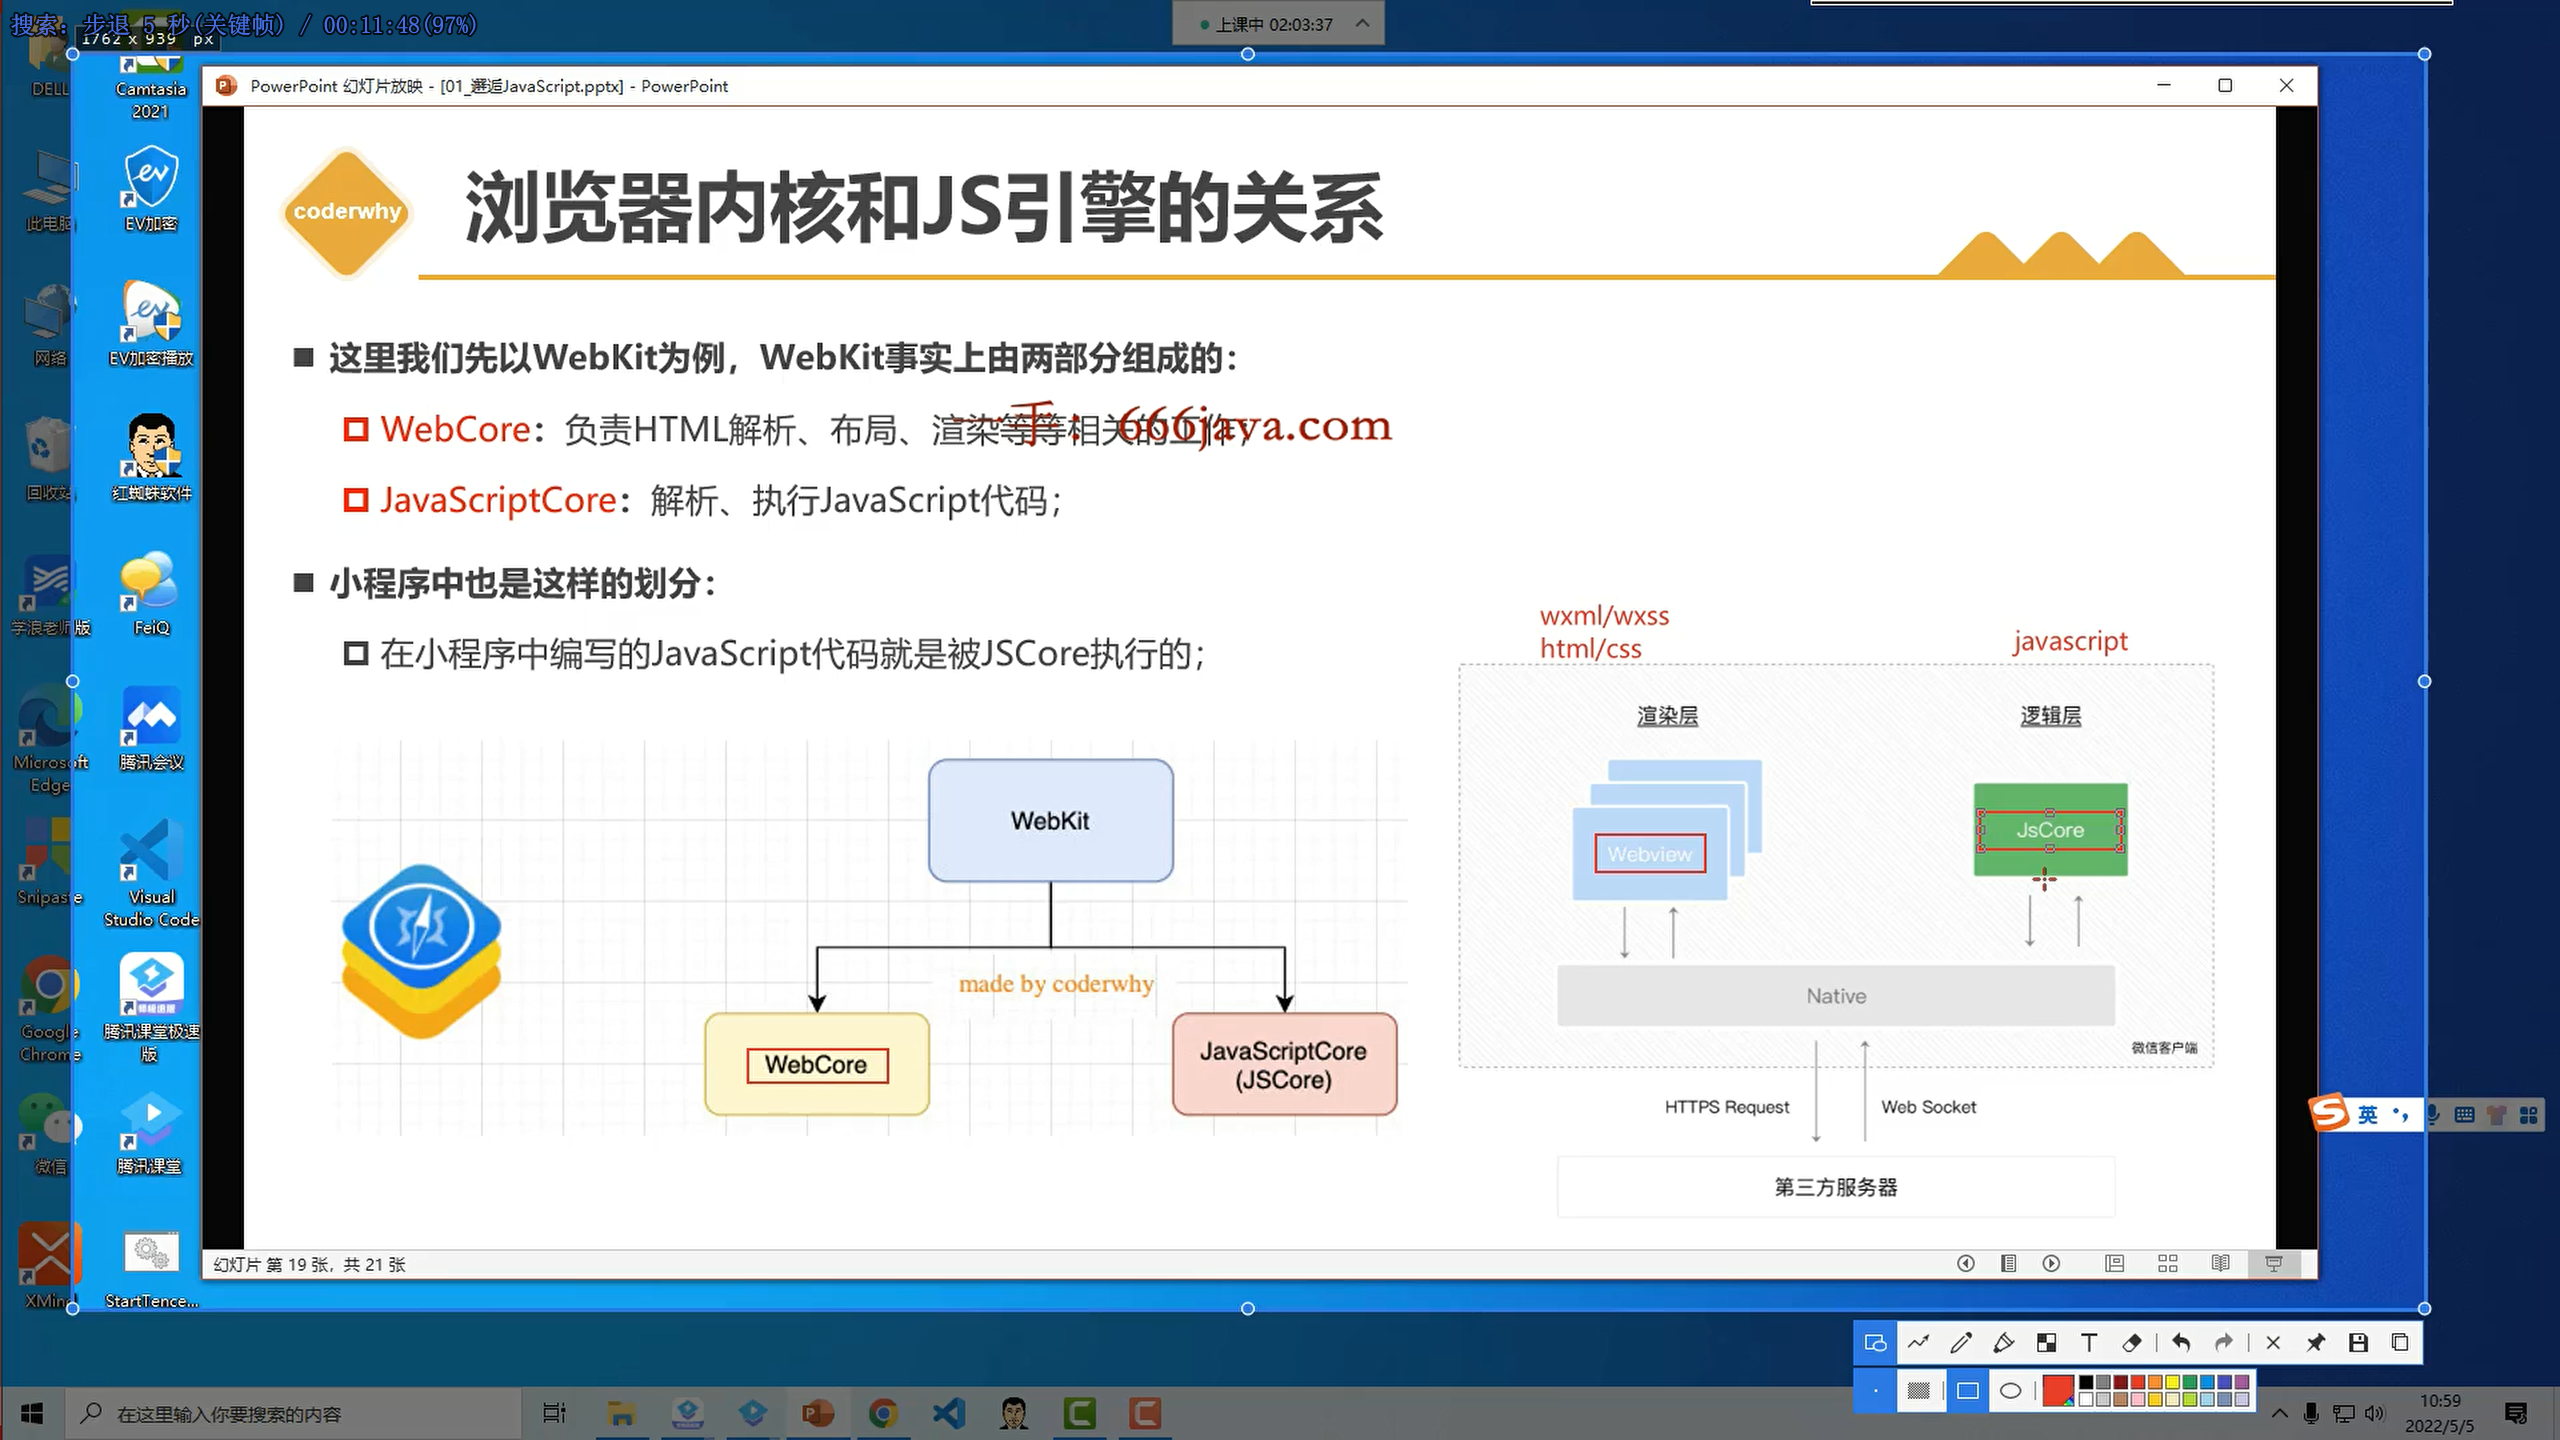 搜索: 步退 5 秒(关键帧) / 00:11:48(97%)
1762 x 939 px
上课中 02:03:37
DELL
Camtasia
2021
此电脑
EV加密
网络
EV加密播放
回收站
红蜘蛛软件
学浪老师版
FeiQ
Microsoft
Edge
腾讯会议
Snipaste
Visual
Studio Code
Google
Chrome
腾讯课堂极速
版
微信
腾讯课堂
XMind
StartTence...
PowerPoint 幻灯片放映 - [01_邂逅JavaScript.pptx] - PowerPoint
coderwhy
浏览器内核和JS引擎的关系
这里我们先以WebKit为例，WebKit事实上由两部分组成的：
WebCore：负责HTML解析、布局、渲染等等相关的工作；
一手：666java.com
JavaScriptCore：解析、执行JavaScript代码；
小程序中也是这样的划分：
在小程序中编写的JavaScript代码就是被JSCore执行的；
wxml/wxss
html/css
javascript
渲染层
逻辑层
Webview
JsCore
Native
微信客户端
HTTPS Request
Web Socket
第三方服务器
WebKit
made by coderwhy
WebCore
JavaScriptCore
(JSCore)
幻灯片 第 19 张，共 21 张
英
在这里输入你要搜索的内容
10:59
2022/5/5